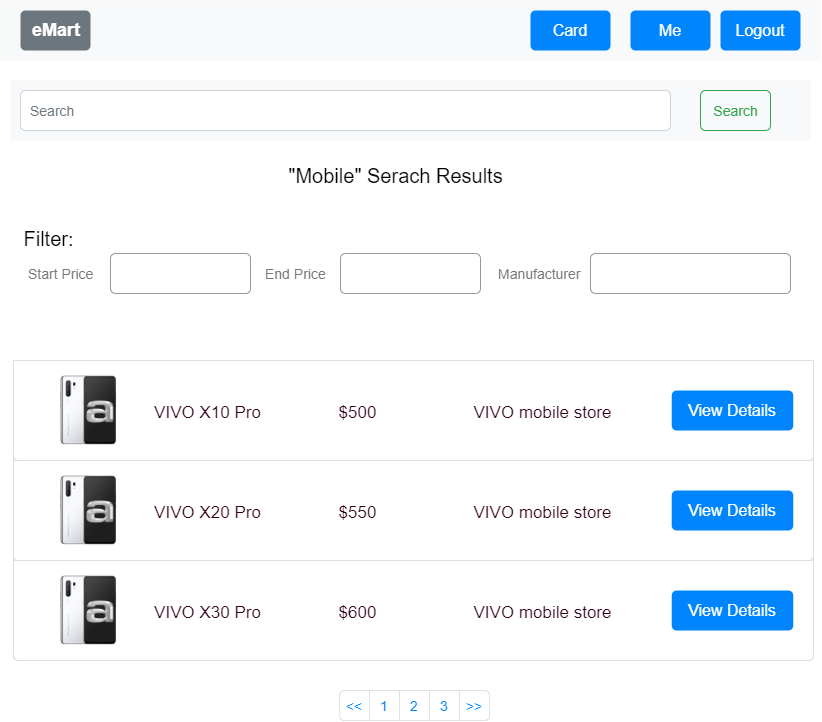 eMart Card Me Logout
Search Search
"Mobile" Serach Results
Filter:
Start Price End Price Manufacturer
a VIVO X10 Pro $500 VIVO mobile store View Details
a VIVO X20 Pro $550 VIVO mobile store View Details
a VIVO X30 Pro $600 VIVO mobile store View Details
<< 1 2 3 >>